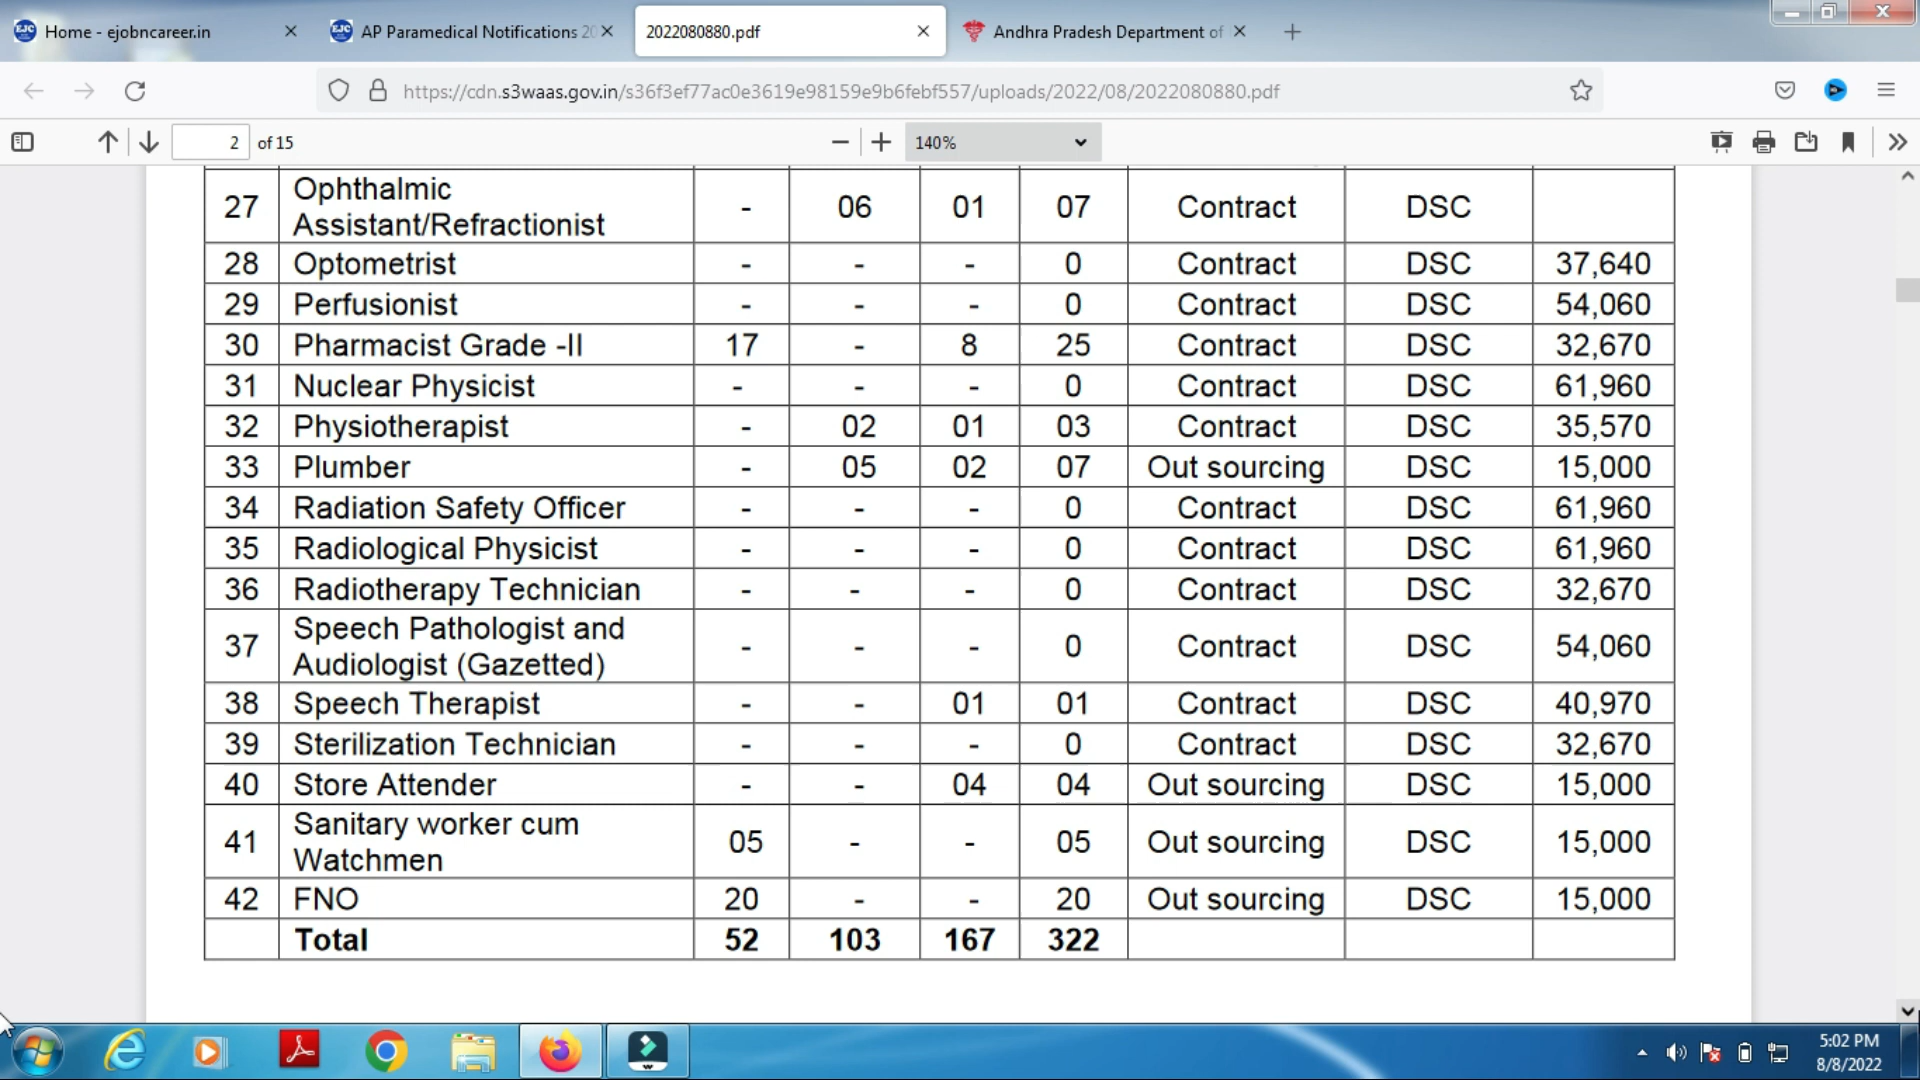 Home - ejobncareer.in
AP Paramedical Notifications 20
2022080880.pdf
Andhra Pradesh Department of
https://cdn.s3waas.gov.in/s36f3ef77ac0e3619e98159e9b6febf557/uploads/2022/08/2022080880.pdf
2 of 15
140%
27 Ophthalmic Assistant/Refractionist - 06 01 07 Contract DSC
28 Optometrist - - - 0 Contract DSC 37,640
29 Perfusionist - - - 0 Contract DSC 54,060
30 Pharmacist Grade -II 17 - 8 25 Contract DSC 32,670
31 Nuclear Physicist - - - 0 Contract DSC 61,960
32 Physiotherapist - 02 01 03 Contract DSC 35,570
33 Plumber - 05 02 07 Out sourcing DSC 15,000
34 Radiation Safety Officer - - - 0 Contract DSC 61,960
35 Radiological Physicist - - - 0 Contract DSC 61,960
36 Radiotherapy Technician - - - 0 Contract DSC 32,670
37 Speech Pathologist and Audiologist (Gazetted) - - - 0 Contract DSC 54,060
38 Speech Therapist - - 01 01 Contract DSC 40,970
39 Sterilization Technician - - - 0 Contract DSC 32,670
40 Store Attender - - 04 04 Out sourcing DSC 15,000
41 Sanitary worker cum Watchmen 05 - - 05 Out sourcing DSC 15,000
42 FNO 20 - - 20 Out sourcing DSC 15,000
Total 52 103 167 322
5:02 PM
8/8/2022